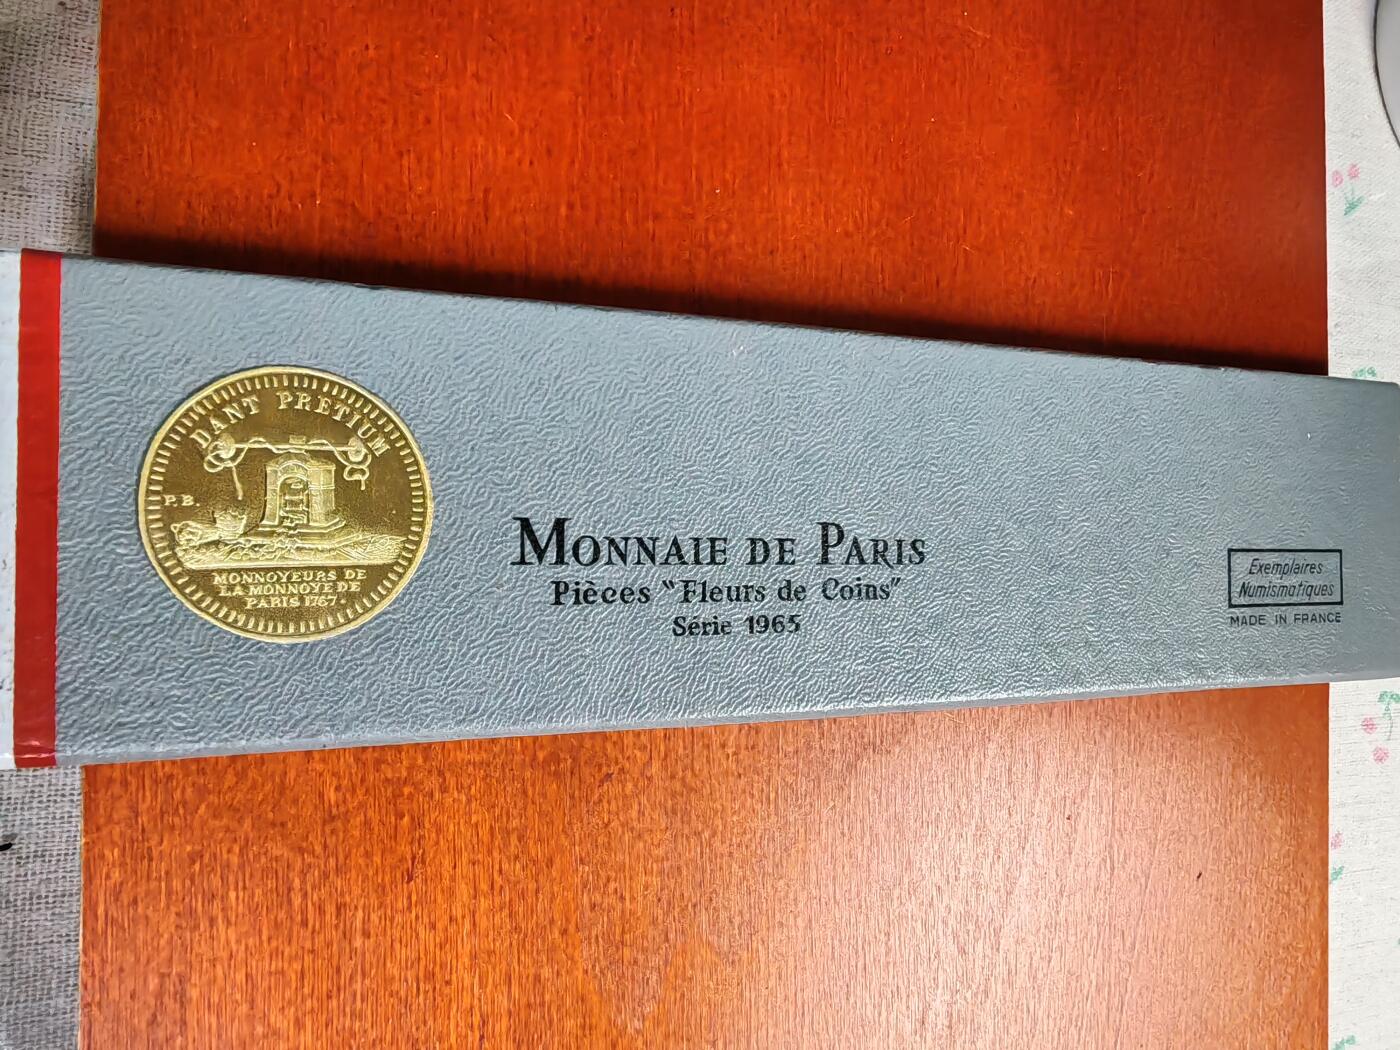 DANT PRETIUM
P.B.
MONNOYEURS DE
LA MONNOYE DE
PARIS 1767
MONNAIE DE PARIS
Pièces "Fleurs de Coins"
Série 1965
Exemplaires
Numismatiques
MADE IN FRANCE